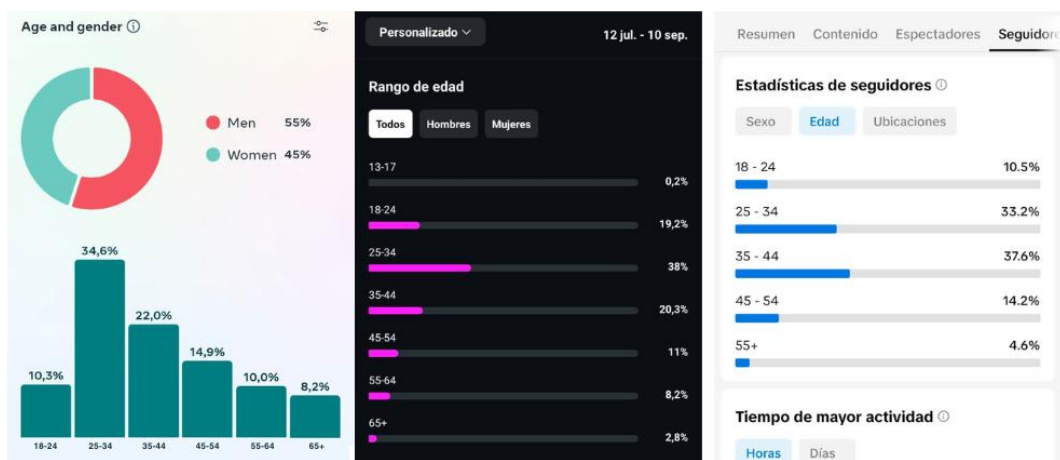 Age and gender
Men 55%
Women 45%
34,6%
22,0%
14,9%
10,3%
10,0%
8,2%
18-24 25-34 35-44 45-54 55-64 65+
Personalizado
12 jul. - 10 sep.
Rango de edad
Todos Hombres Mujeres
13-17
0,2%
18-24
19,2%
25-34
38%
35-44
20,3%
45-54
11%
55-64
8,2%
65+
2,8%
Resumen Contenido Espectadores Seguidore
Estadísticas de seguidores
Sexo Edad Ubicaciones
18 - 24 10.5%
25 - 34 33.2%
35 - 44 37.6%
45 - 54 14.2%
55+ 4.6%
Tiempo de mayor actividad
Horas Días